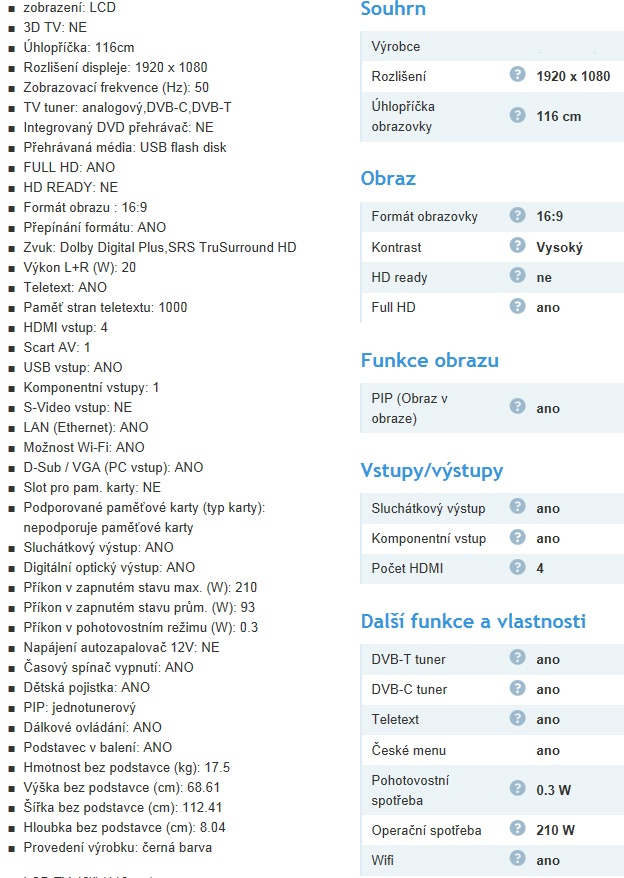 ■ zobrazení: LCD
■ 3D TV: NE
■ Úhlopříčka: 116cm
■ Rozlišení displeje: 1920 x 1080
■ Zobrazovací frekvence (Hz): 50
■ TV tuner: analogový,DVB-C,DVB-T
■ Integrovaný DVD přehrávač: NE
■ Přehrávaná média: USB flash disk
■ FULL HD: ANO
■ HD READY: NE
■ Formát obrazu : 16:9
■ Přepínání formátu: ANO
■ Zvuk: Dolby Digital Plus,SRS TruSurround HD
■ Výkon L+R (W): 20
■ Teletext: ANO
■ Paměť stran teletextu: 1000
■ HDMI vstup: 4
■ Scart AV: 1
■ USB vstup: ANO
■ Komponentní vstupy: 1
■ S-Video vstup: NE
■ LAN (Ethernet): ANO
■ Možnost Wi-Fi: ANO
■ D-Sub / VGA (PC vstup): ANO
■ Slot pro pam. karty: NE
■ Podporované paměťové karty (typ karty):
nepodporuje paměťové karty
■ Sluchátkový výstup: ANO
■ Digitální optický výstup: ANO
■ Příkon v zapnutém stavu max. (W): 210
■ Příkon v zapnutém stavu prům. (W): 93
■ Příkon v pohotovostním režimu (W): 0.3
■ Napájení autozapalovač 12V: NE
■ Časový spínač vypnutí: ANO
■ Dětská pojistka: ANO
■ PIP: jednotunerový
■ Dálkové ovládání: ANO
■ Podstavec v balení: ANO
■ Hmotnost bez podstavce (kg): 17.5
■ Výška bez podstavce (cm): 68.61
■ Šířka bez podstavce (cm): 112.41
■ Hloubka bez podstavce (cm): 8.04
■ Provedení výrobku: černá barva
Souhrn
Výrobce
Rozlišení ? 1920 x 1080
Úhlopříčka
obrazovky ? 116 cm
Obraz
Formát obrazovky ? 16:9
Kontrast ? Vysoký
HD ready ? ne
Full HD ? ano
Funkce obrazu
PIP (Obraz v
obraze) ? ano
Vstupy/výstupy
Sluchátkový výstup ? ano
Komponentní vstup ? ano
Počet HDMI ? 4
Další funkce a vlastnosti
DVB-T tuner ? ano
DVB-C tuner ? ano
Teletext ? ano
České menu ano
Pohotovostní
spotřeba ? 0.3 W
Operační spotřeba ? 210 W
Wifi ? ano